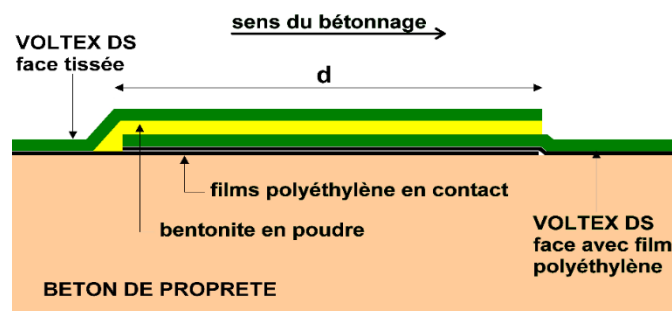 sens du bétonnage
VOLTEX DS
face tissée
d
films polyéthylène en contact
bentonite en poudre
VOLTEX DS
face avec film
polyéthylène
BETON DE PROPRETE